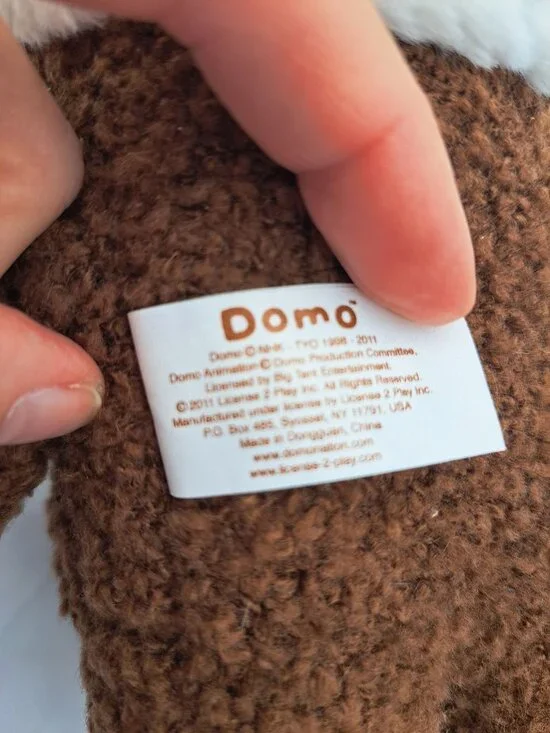 Domo™
Domo © NHK - TYO 1998 - 2011
Domo Animation © Domo Production Committee.
Licensed by Big Tent Entertainment.
© 2011 License 2 Play Inc. All Rights Reserved.
Manufactured under license by License 2 Play Inc.
P.O. Box 485, Syosset, NY 11791, USA
Made in Dongguan, China
www.domonation.com
www.license-2-play.com